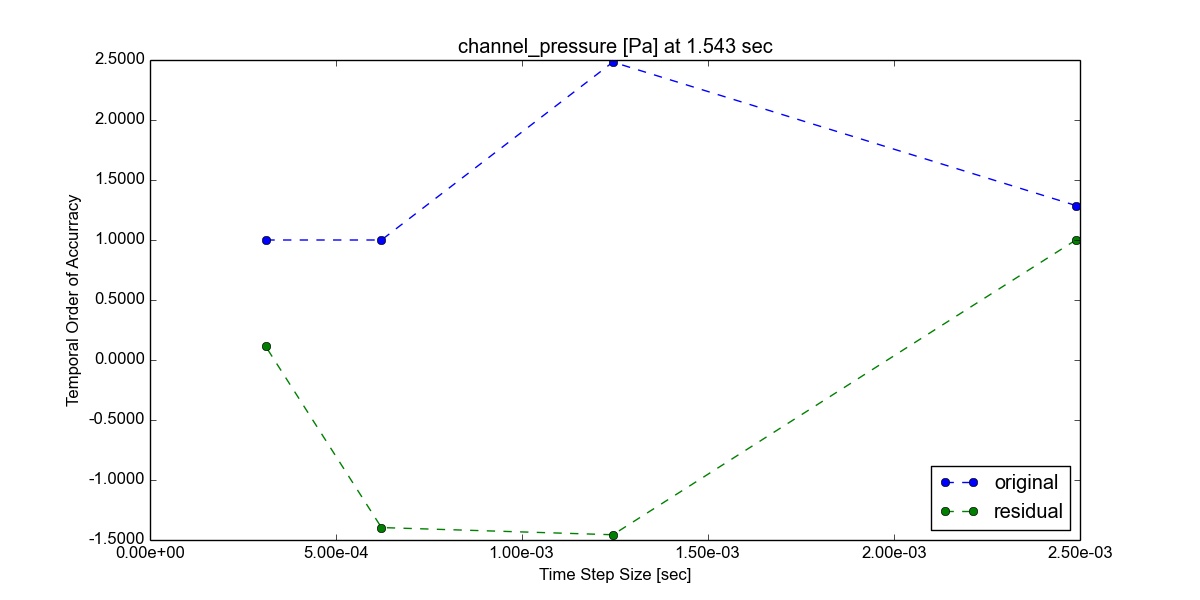 channel_pressure [Pa] at 1.543 sec
2.5000
2.0000
1.5000
1.0000
0.5000
0.0000
-0.5000
-1.0000
-1.5000
Temporal Order of Accurracy
original
residual
0.00e+00 5.00e-04 1.00e-03 1.50e-03 2.00e-03 2.50e-03
Time Step Size [sec]